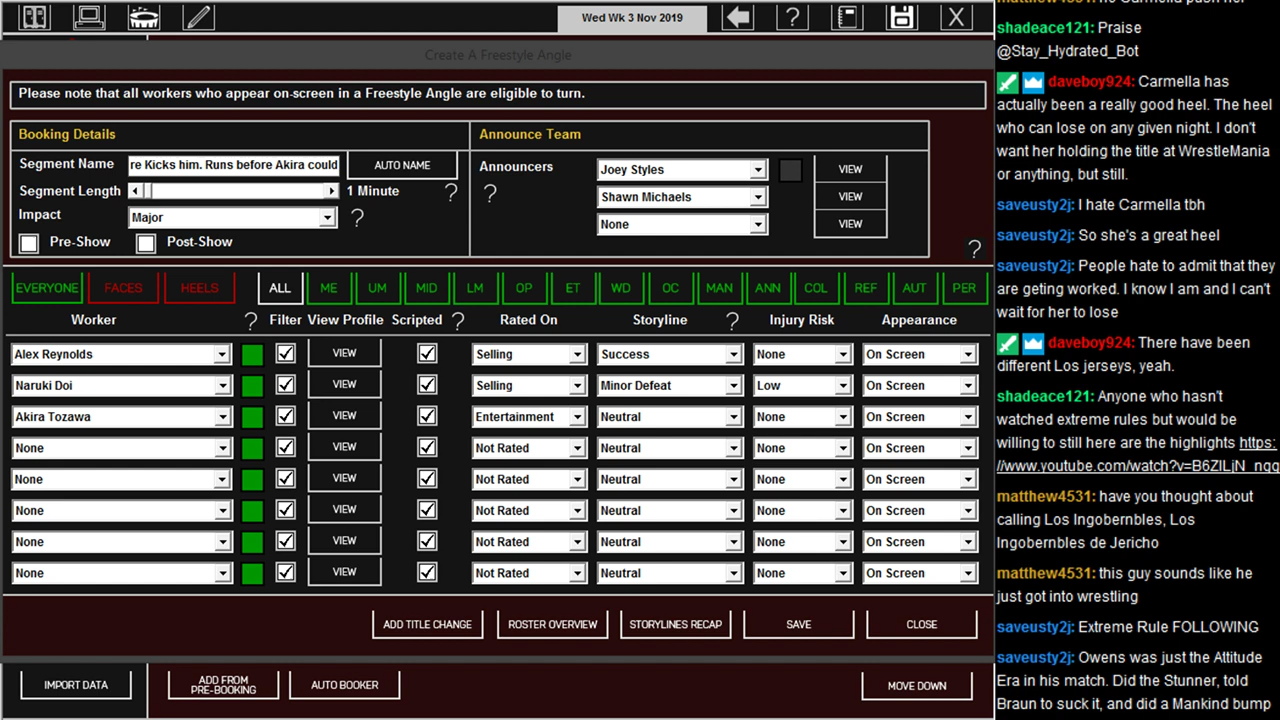 Wed Wk 3 Nov 2019
?
X
Create A Freestyle Angle
Please note that all workers who appear on-screen in a Freestyle Angle are eligible to turn.
Booking Details
Segment Name re Kicks him. Runs before Akira could AUTO NAME
Segment Length 1 Minute ?
Impact Major ?
Pre-Show Post-Show
Announce Team
Announcers Joey Styles VIEW
? Shawn Michaels VIEW
None VIEW
?
EVERYONE FACES HEELS ALL ME UM MID LM OP ET WD OC MAN ANN COL REF AUT PER
Worker ? Filter View Profile Scripted ? Rated On Storyline ? Injury Risk Appearance
Alex Reynolds VIEW Selling Success None On Screen
Naruki Doi VIEW Selling Minor Defeat Low On Screen
Akira Tozawa VIEW Entertainment Neutral None On Screen
None VIEW Not Rated Neutral None On Screen
None VIEW Not Rated Neutral None On Screen
None VIEW Not Rated Neutral None On Screen
None VIEW Not Rated Neutral None On Screen
None VIEW Not Rated Neutral None On Screen
ADD TITLE CHANGE ROSTER OVERVIEW STORYLINES RECAP SAVE CLOSE
IMPORT DATA ADD FROM PRE-BOOKING AUTO BOOKER MOVE DOWN
shadeace121: Praise
@Stay_Hydrated_Bot
daveboy924: Carmella has
actually been a really good heel. The heel
who can lose on any given night. I don't
want her holding the title at WrestleMania
or anything, but still.
saveusty2j: I hate Carmella tbh
saveusty2j: So she's a great heel
saveusty2j: People hate to admit that they
are geting worked. I know I am and I can't
wait for her to lose
daveboy924: There have been
different Los jerseys, yeah.
shadeace121: Anyone who hasn't
watched extreme rules but would be
willing to still here are the highlights https:
//www.youtube.com/watch?v=B6ZILjN_ngg
matthew4531: have you thought about
calling Los Ingobernbles, Los
Ingobernbles de Jericho
matthew4531: this guy sounds like he
just got into wrestling
saveusty2j: Extreme Rule FOLLOWING
saveusty2j: Owens was just the Attitude
Era in his match. Did the Stunner, told
Braun to suck it, and did a Mankind bump